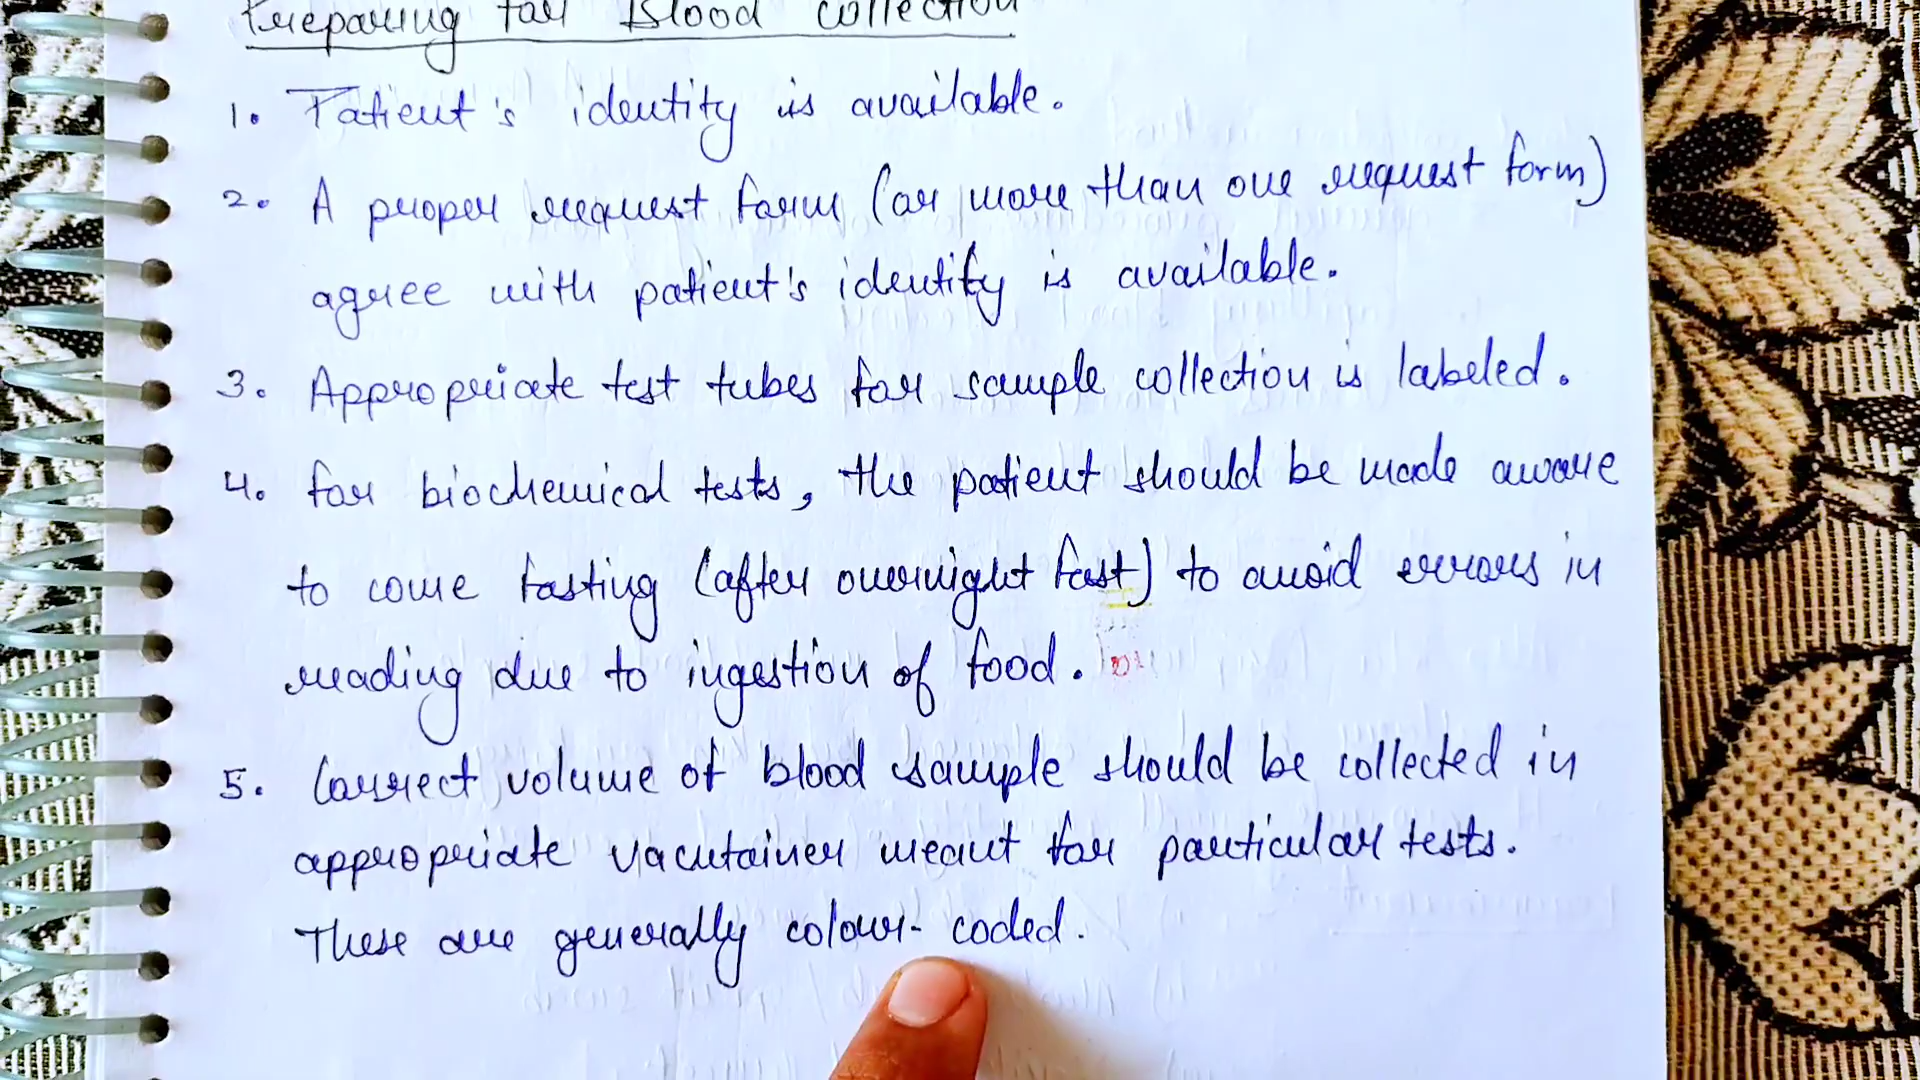 Preparing for Blood collection
1. Patient's identity is available.
2. A proper request form (or more than one request form)
agree with patient's identity is available.
3. Appropriate test tubes for sample collection is labeled.
4. for biochemical tests, the patient should be made aware
to come fasting (after overnight fast) to avoid errors in
reading due to ingestion of food.
5. Correct volume of blood sample should be collected in
appropriate vacutainer meant for particular tests.
These are generally colour-coded.